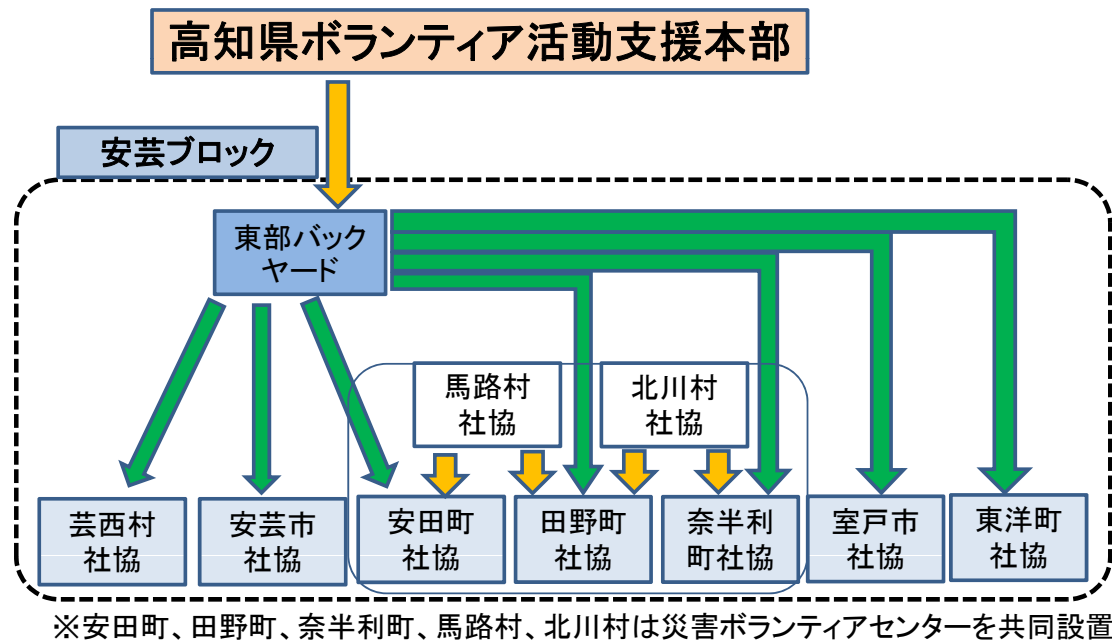 高知県ボランティア活動支援本部
安芸ブロック
東部バック
ヤード
馬路村
社協
北川村
社協
芸西村
社協
安芸市
社協
安田町
社協
田野町
社協
奈半利
町社協
室戸市
社協
東洋町
社協
※安田町、田野町、奈半利町、馬路村、北川村は災害ボランティアセンターを共同設置